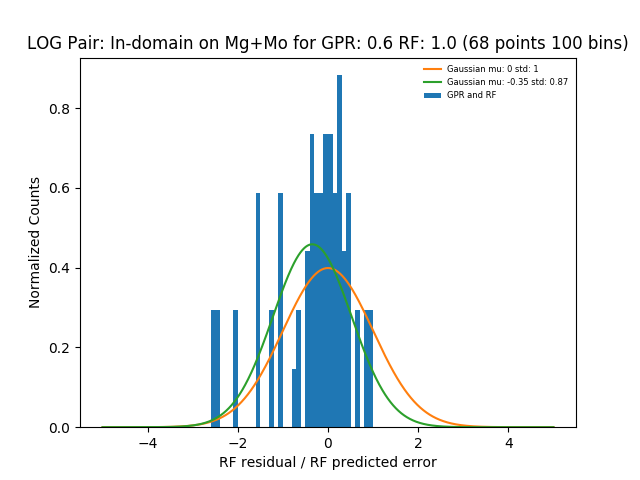 LOG Pair: In-domain on Mg+Mo for GPR: 0.6 RF: 1.0 (68 points 100 bins)
Gaussian mu: 0 std: 1
Gaussian mu: -0.35 std: 0.87
GPR and RF
Normalized Counts
0.8
0.6
0.4
0.2
0.0
−4 −2 0 2 4
RF residual / RF predicted error